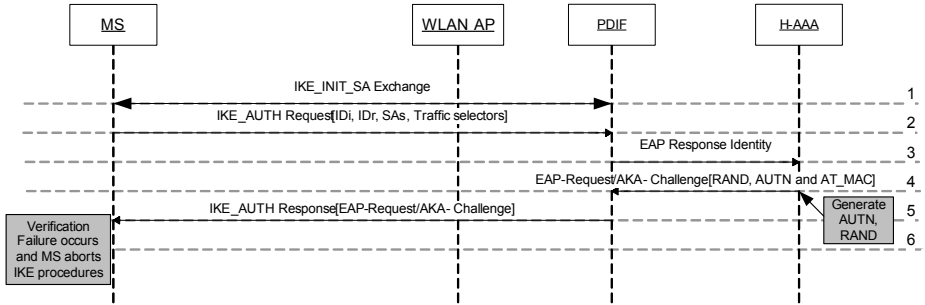 MS
WLAN AP
PDIF
H-AAA
IKE_INIT_SA Exchange
1
IKE_AUTH Request[IDi, IDr, SAs, Traffic selectors]
2
EAP Response Identity
3
EAP-Request/AKA- Challenge[RAND, AUTN and AT_MAC]
4
IKE_AUTH Response[EAP-Request/AKA- Challenge]
5
Generate
AUTN,
RAND
Verification
Failure occurs
and MS aborts
IKE procedures
6